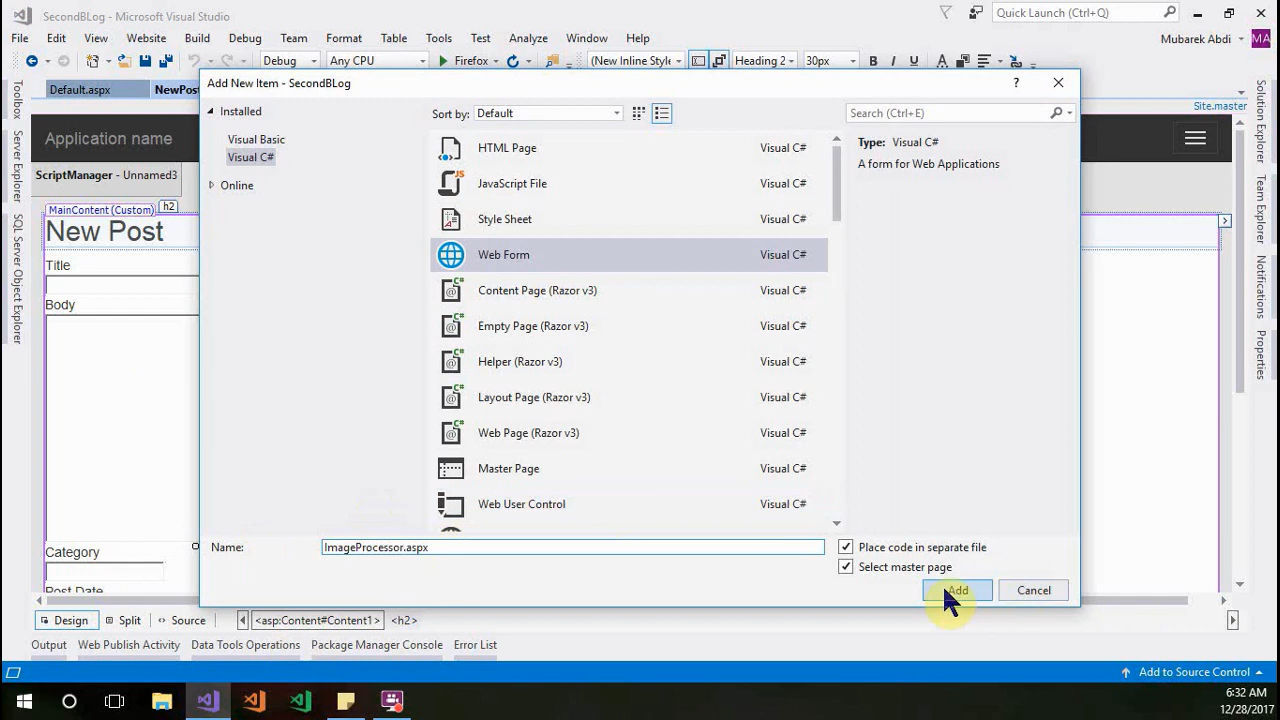 SecondBLog - Microsoft Visual Studio
Quick Launch (Ctrl+Q)
File Edit View Website Build Debug Team Format Table Tools Test Analyze Window Help
Mubarek Abdi MA
Debug Any CPU Firefox (New Inline Style Heading 2 30px B I U A
Default.aspx NewPos
Site.master
Add New Item - SecondBLog
Installed
Visual Basic
Visual C#
Online
Sort by: Default
Search (Ctrl+E)
HTML Page Visual C#
JavaScript File Visual C#
Style Sheet Visual C#
Web Form Visual C#
Content Page (Razor v3) Visual C#
Empty Page (Razor v3) Visual C#
Helper (Razor v3) Visual C#
Layout Page (Razor v3) Visual C#
Web Page (Razor v3) Visual C#
Master Page Visual C#
Web User Control Visual C#
Type: Visual C#
A form for Web Applications
Name: ImageProcessor.aspx
Place code in separate file
Select master page
Add Cancel
Toolbox
Server Explorer
SQL Server Object Explorer
Application name
ScriptManager - Unnamed3
MainContent (Custom) h2
New Post
Title
Body
Category
Post Date
Solution Explorer
Team Explorer
Notifications
Properties
Design Split Source <asp:Content#Content1> <h2>
Output Web Publish Activity Data Tools Operations Package Manager Console Error List
Add to Source Control
6:32 AM
12/28/2017